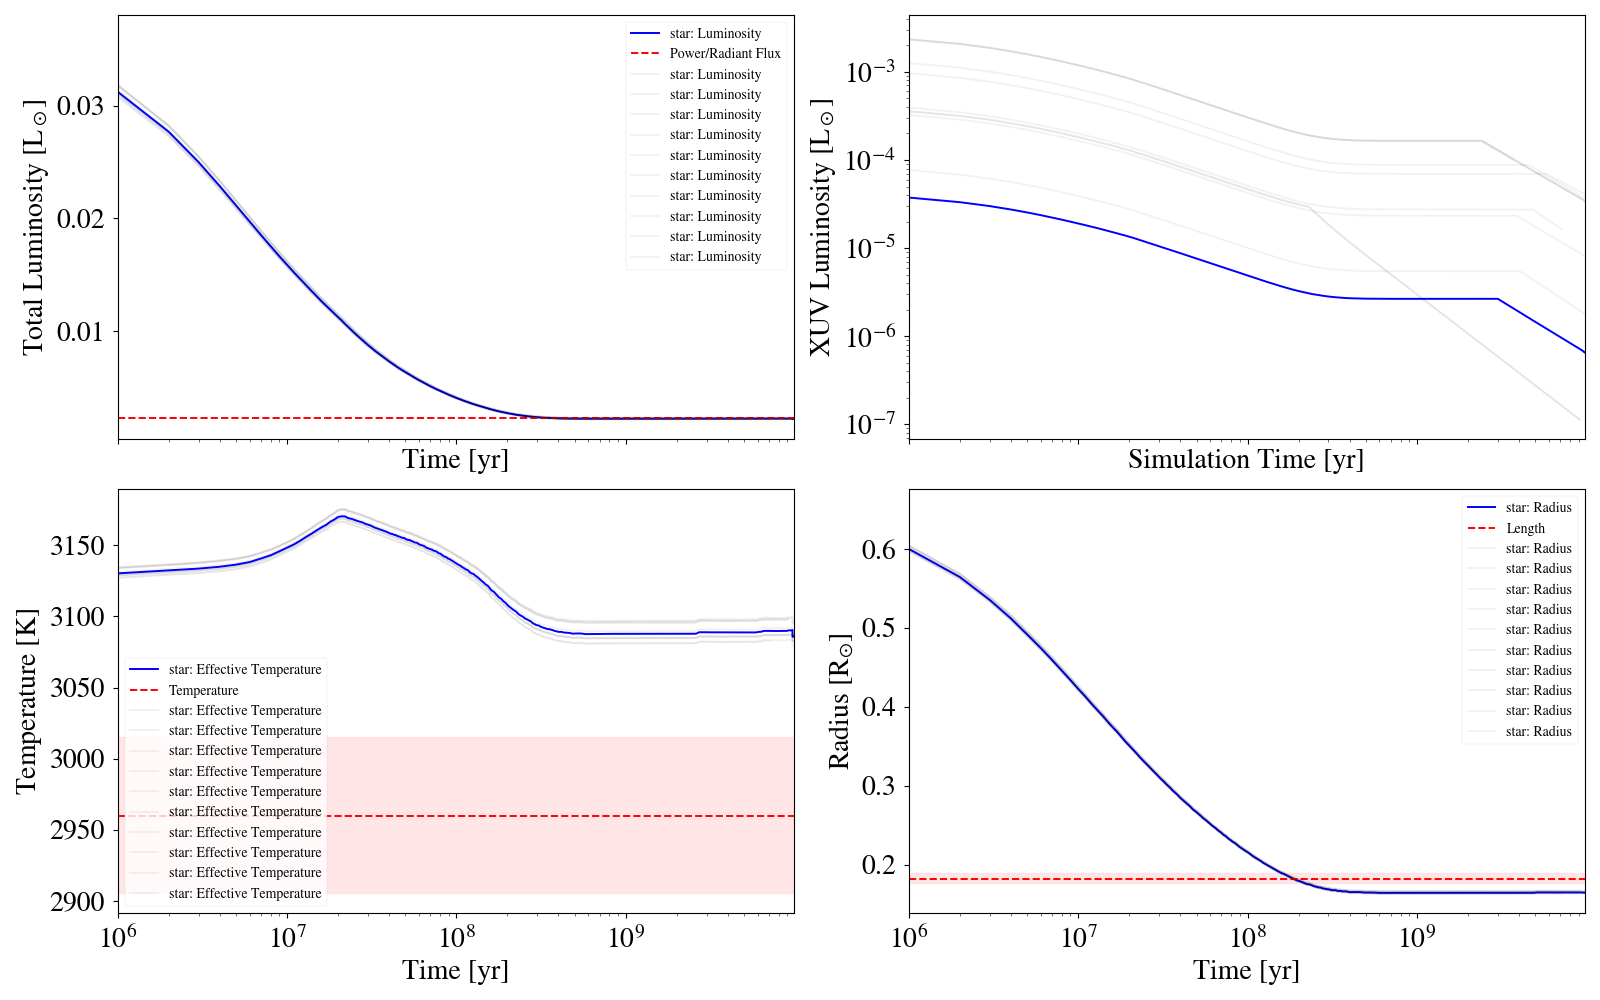 Total Luminosity [L⊙]
0.03
0.02
0.01
star: Luminosity
Power/Radiant Flux
star: Luminosity
star: Luminosity
star: Luminosity
star: Luminosity
star: Luminosity
star: Luminosity
star: Luminosity
star: Luminosity
star: Luminosity
star: Luminosity
Time [yr]
XUV Luminosity [L⊙]
10⁻³
10⁻⁴
10⁻⁵
10⁻⁶
10⁻⁷
Simulation Time [yr]
Temperature [K]
3150
3100
3050
3000
2950
2900
star: Effective Temperature
Temperature
star: Effective Temperature
star: Effective Temperature
star: Effective Temperature
star: Effective Temperature
star: Effective Temperature
star: Effective Temperature
star: Effective Temperature
star: Effective Temperature
star: Effective Temperature
star: Effective Temperature
10⁶ 10⁷ 10⁸ 10⁹
Time [yr]
Radius [R⊙]
0.6
0.5
0.4
0.3
0.2
star: Radius
Length
star: Radius
star: Radius
star: Radius
star: Radius
star: Radius
star: Radius
star: Radius
star: Radius
star: Radius
star: Radius
10⁶ 10⁷ 10⁸ 10⁹
Time [yr]